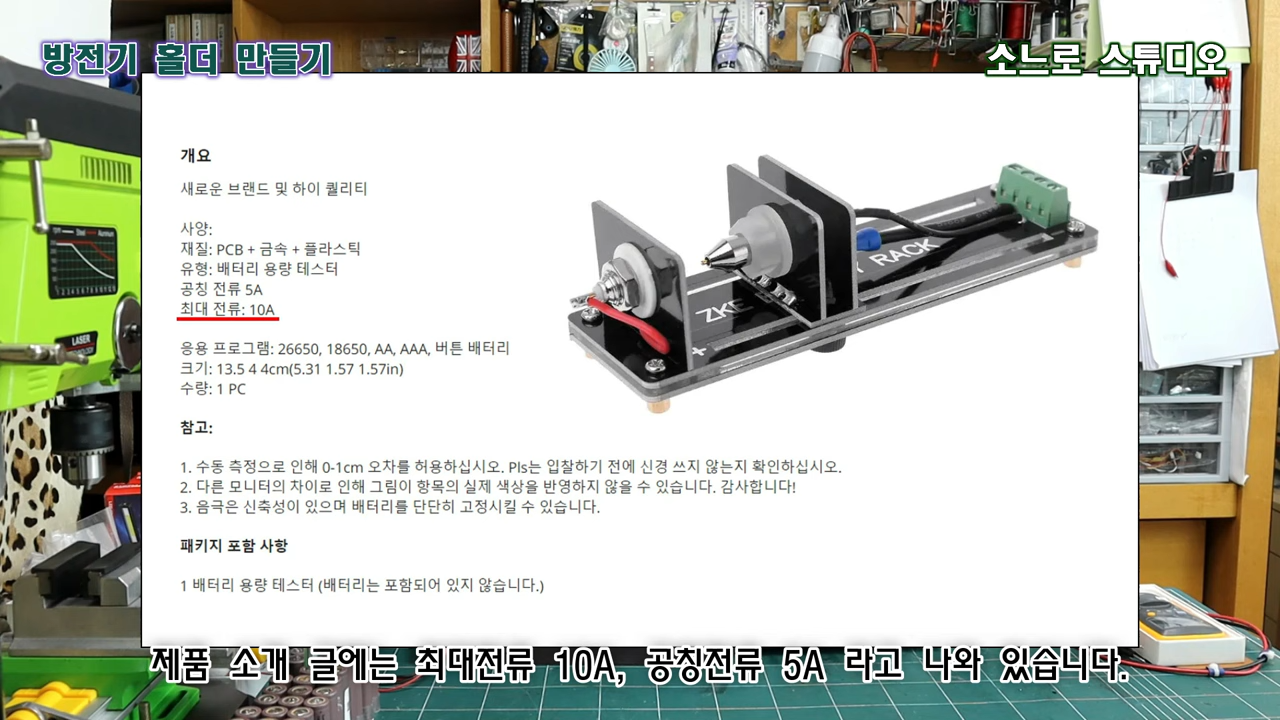 방전기 홀더 만들기
소느로 스튜디오
개요
새로운 브랜드 및 하이 퀄리티
사양:
재질: PCB + 금속 + 플라스틱
유형: 배터리 용량 테스터
공칭 전류 5A
최대 전류: 10A
응용 프로그램: 26650, 18650, AA, AAA, 버튼 배터리
크기: 13.5 4 4cm(5.31 1.57 1.57in)
수량: 1 PC
참고:
1. 수동 측정으로 인해 0-1cm 오차를 허용하십시오. Pls는 입찰하기 전에 신경 쓰지 않는지 확인하십시오.
2. 다른 모니터의 차이로 인해 그림이 항목의 실제 색상을 반영하지 않을 수 있습니다. 감사합니다!
3. 음극은 신축성이 있으며 배터리를 단단히 고정시킬 수 있습니다.
패키지 포함 사항
1 배터리 용량 테스터 (배터리는 포함되어 있지 않습니다.)
ZKE
RACK
+
LASER
제품 소개 글에는 최대전류 10A, 공칭전류 5A 라고 나와 있습니다.